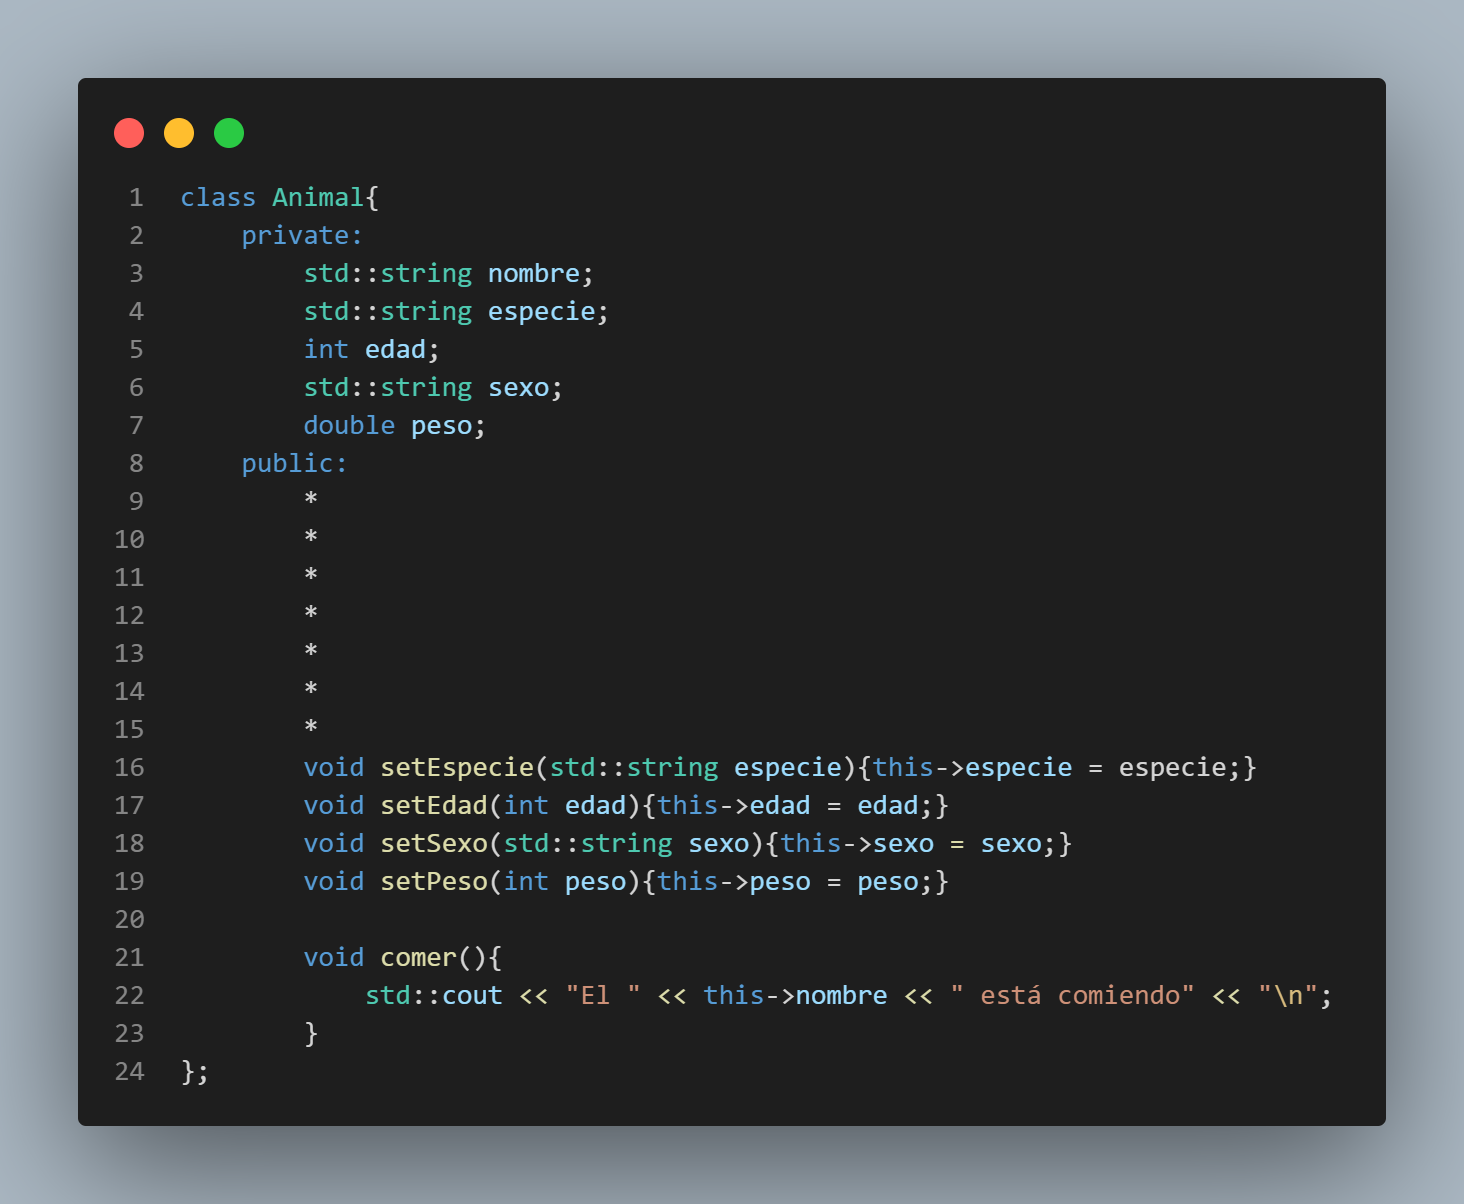 1 class Animal{
2     private:
3         std::string nombre;
4         std::string especie;
5         int edad;
6         std::string sexo;
7         double peso;
8     public:
9         *
10         *
11         *
12         *
13         *
14         *
15         *
16         void setEspecie(std::string especie){this->especie = especie;}
17         void setEdad(int edad){this->edad = edad;}
18         void setSexo(std::string sexo){this->sexo = sexo;}
19         void setPeso(int peso){this->peso = peso;}
20
21         void comer(){
22             std::cout << "El " << this->nombre << " está comiendo" << "\n";
23         }
24 };